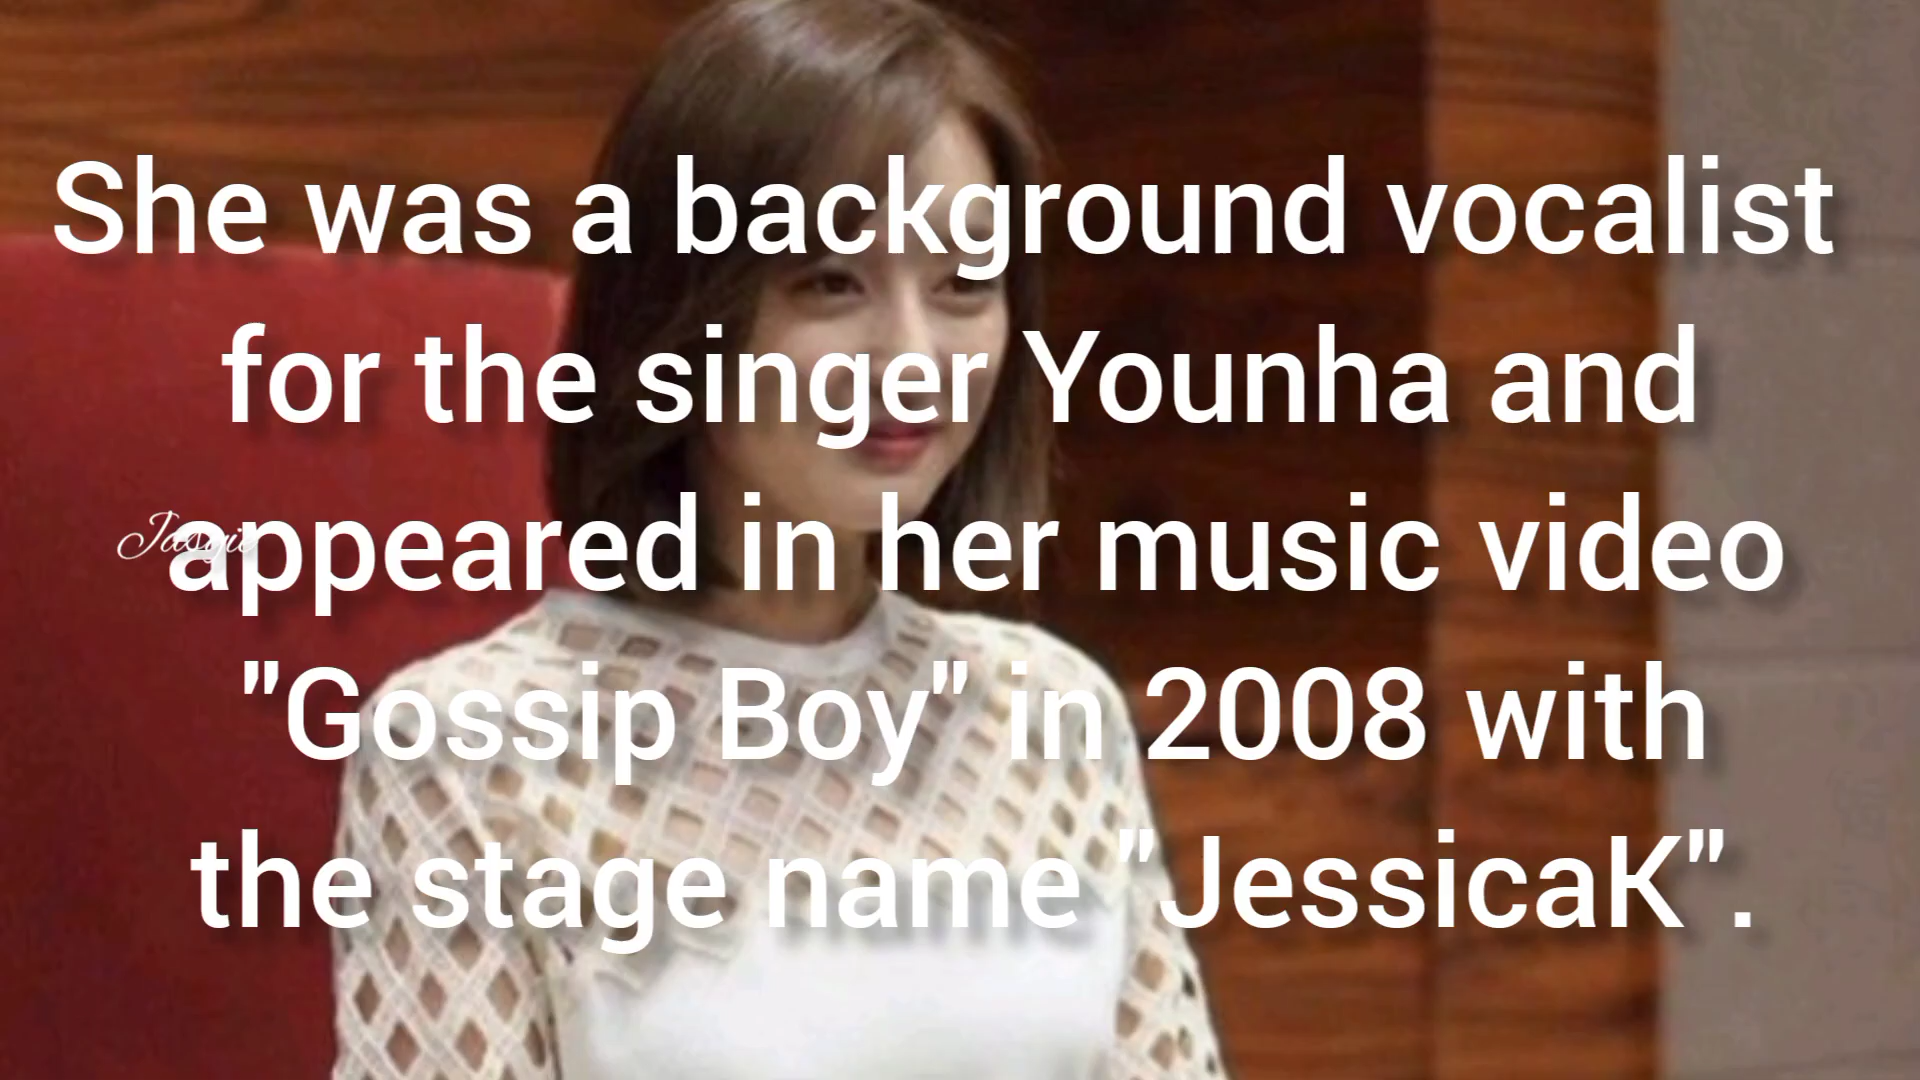 She was a background vocalist
for the singer Younha and
appeared in her music video
"Gossip Boy" in 2008 with
the stage name "JessicaK".